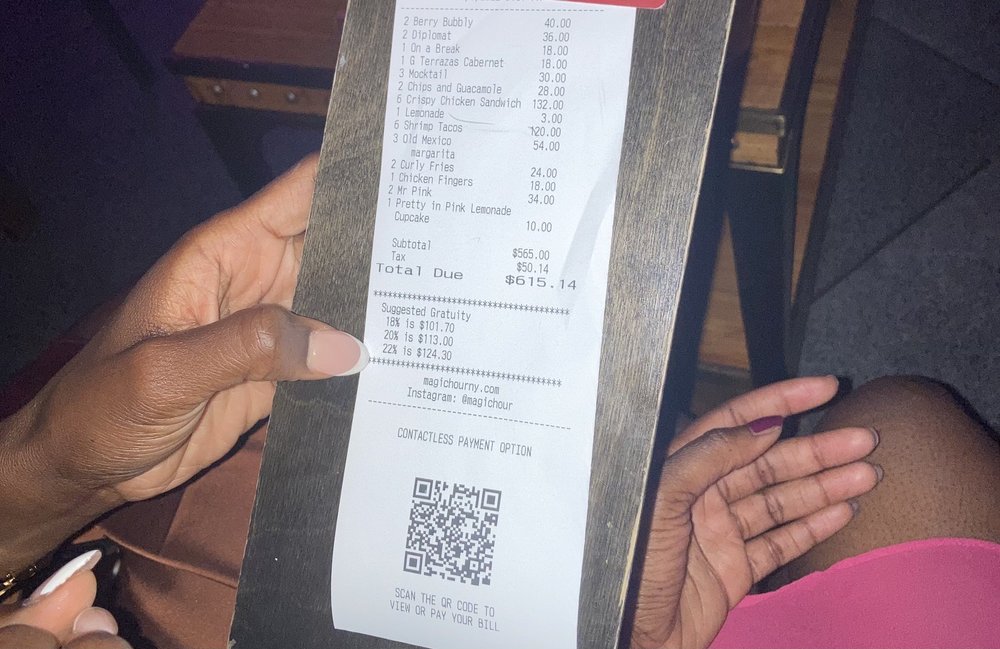 2 Berry Bubbly 40.00
2 Diplomat 36.00
1 On a Break 18.00
1 G Terrazas Cabernet 18.00
3 Mocktail 30.00
2 Chips and Guacamole 28.00
6 Crispy Chicken Sandwich 132.00
1 Lemonade 3.00
6 Shrimp Tacos 120.00
3 Old Mexico 54.00
margarita
2 Curly Fries 24.00
1 Chicken Fingers 18.00
2 Mr Pink 34.00
1 Pretty in Pink Lemonade
Cupcake 10.00
Subtotal $565.00
Tax $50.14
Total Due $615.14
****************************************
Suggested Gratuity
18% is $101.70
20% is $113.00
22% is $124.30
****************************************
magichourny.com
Instagram: @magichour
----------------------------------------
CONTACTLESS PAYMENT OPTION
SCAN THE QR CODE TO
VIEW OR PAY YOUR BILL